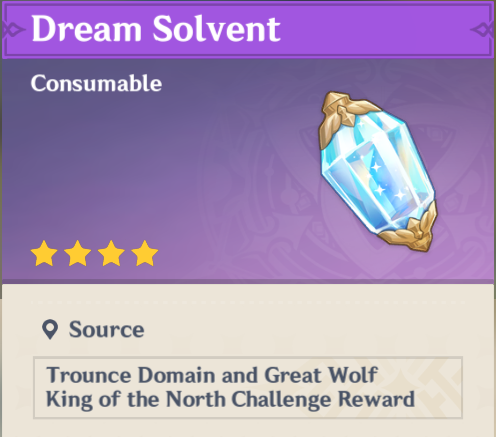 Dream Solvent
Consumable
Source
Trounce Domain and Great Wolf
King of the North Challenge Reward